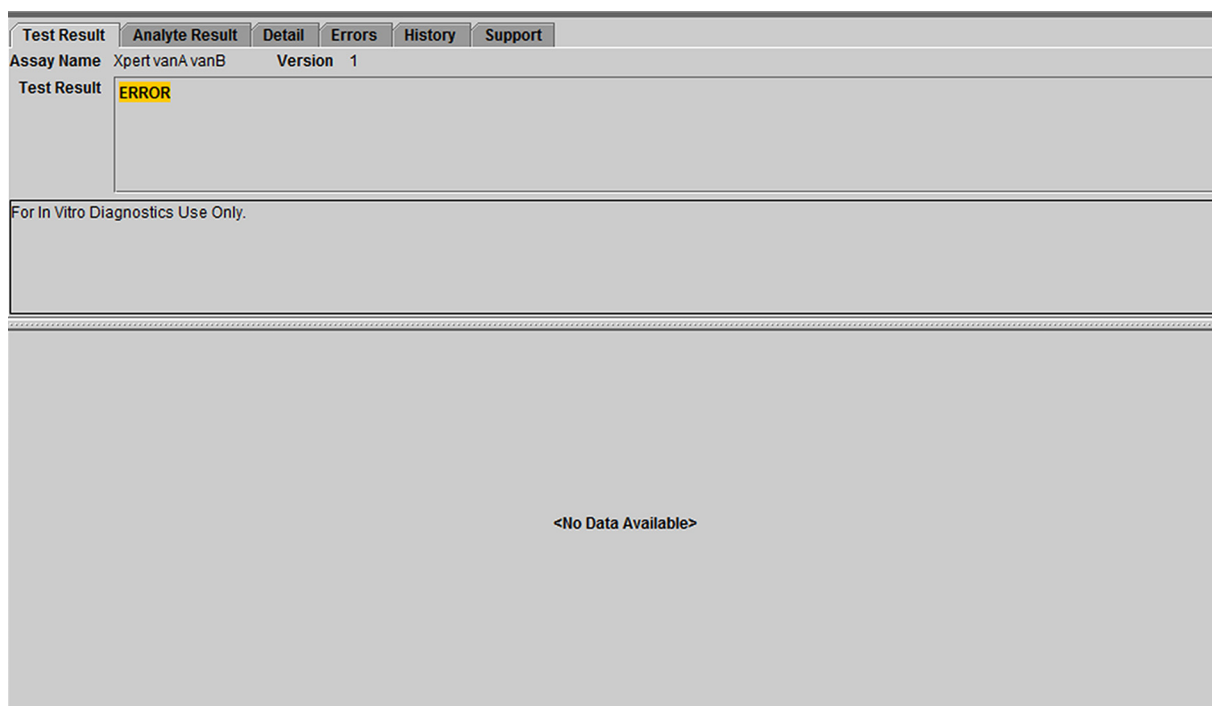 Test Result Analyte Result Detail Errors History Support
Assay Name Xpert vanA vanB Version 1
Test Result ERROR
For In Vitro Diagnostics Use Only.
<No Data Available>